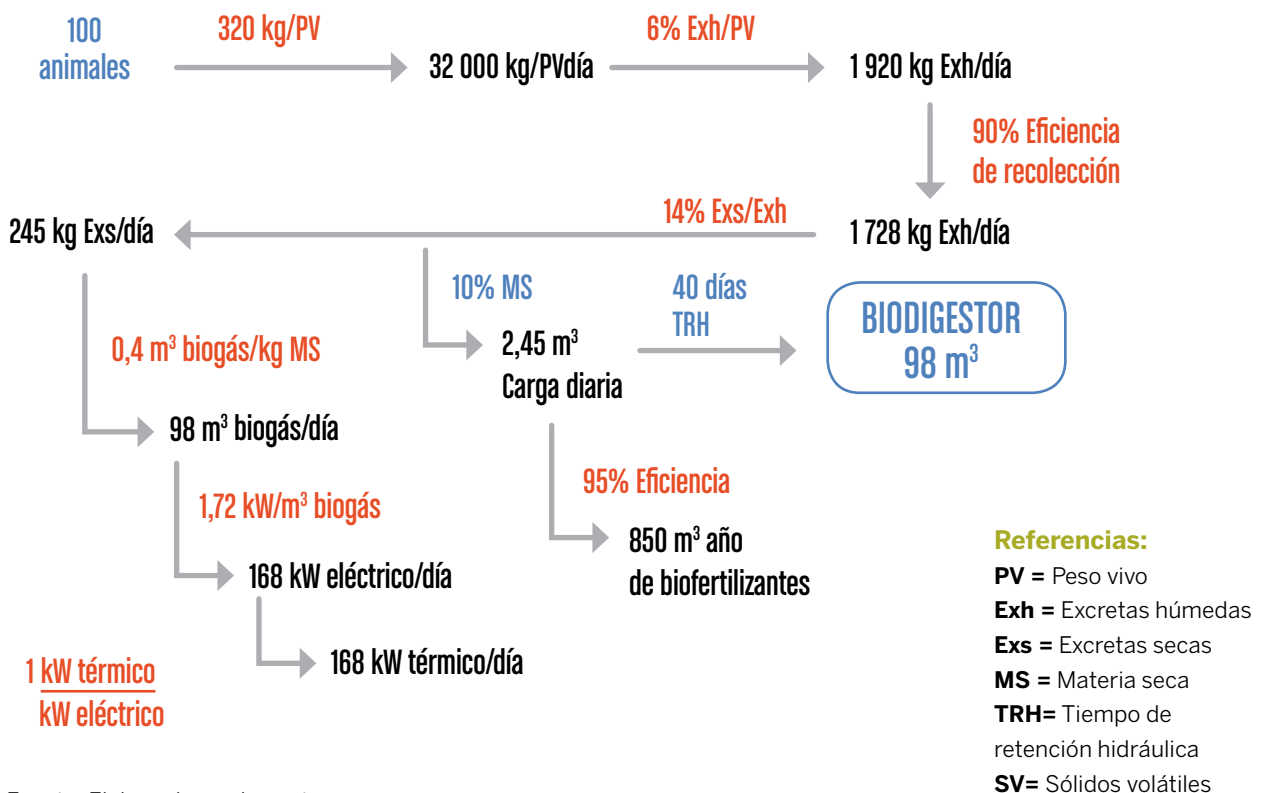 100
animales
320 kg/PV
32 000 kg/PVdía
6% Exh/PV
1 920 kg Exh/día
90% Eficiencia
de recolección
1 728 kg Exh/día
14% Exs/Exh
245 kg Exs/día
10% MS
2,45 m³
Carga diaria
40 días
TRH
BIODIGESTOR
98 m³
0,4 m³ biogás/kg MS
98 m³ biogás/día
95% Eficiencia
850 m³ año
de biofertilizantes
1,72 kW/m³ biogás
168 kW eléctrico/día
168 kW térmico/día
1 kW térmico
kW eléctrico
Referencias:
PV = Peso vivo
Exh = Excretas húmedas
Exs = Excretas secas
MS = Materia seca
TRH= Tiempo de
retención hidráulica
SV= Sólidos volátiles